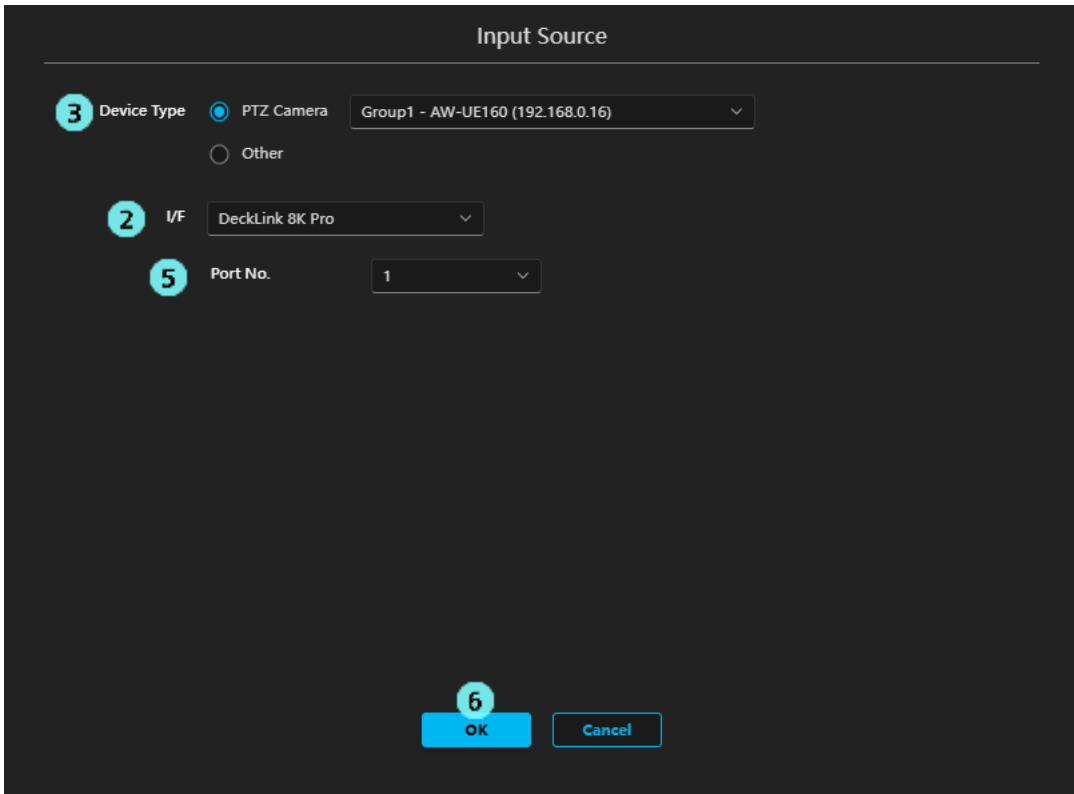 Input Source
3 Device Type PTZ Camera Group1 - AW-UE160 (192.168.0.16)
Other
2 I/F DeckLink 8K Pro
5 Port No. 1
6
OK Cancel